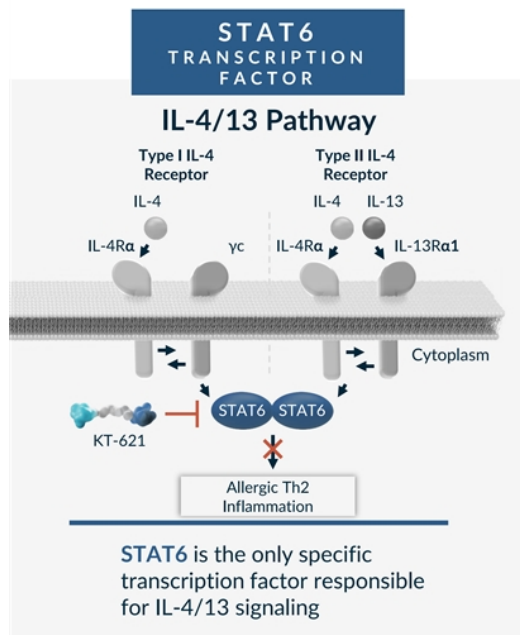 STAT6
TRANSCRIPTION
FACTOR
IL-4/13 Pathway
Type I IL-4
Receptor
Type II IL-4
Receptor
IL-4
IL-4 IL-13
IL-4Rα
γc
IL-4Rα
IL-13Rα1
Cytoplasm
STAT6 STAT6
KT-621
Allergic Th2
Inflammation
STAT6 is the only specific
transcription factor responsible
for IL-4/13 signaling